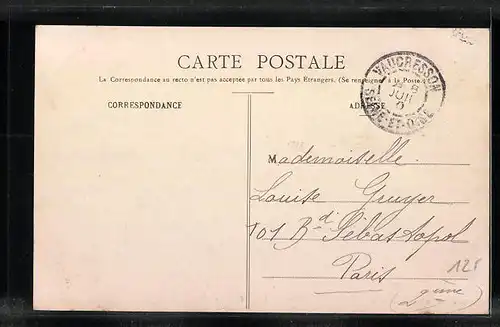 CARTE POSTALE
La Correspondance au recto n'est pas acceptée par tous les Pays Etrangers. (Se renseigner à la Poste.)
CORRESPONDANCE
ADRESSE
VAUCRESSON
JUIL
SEINE-ET-OISE
Mademoiselle
Louise Gruyer
101 Bd Sébastopol
Paris